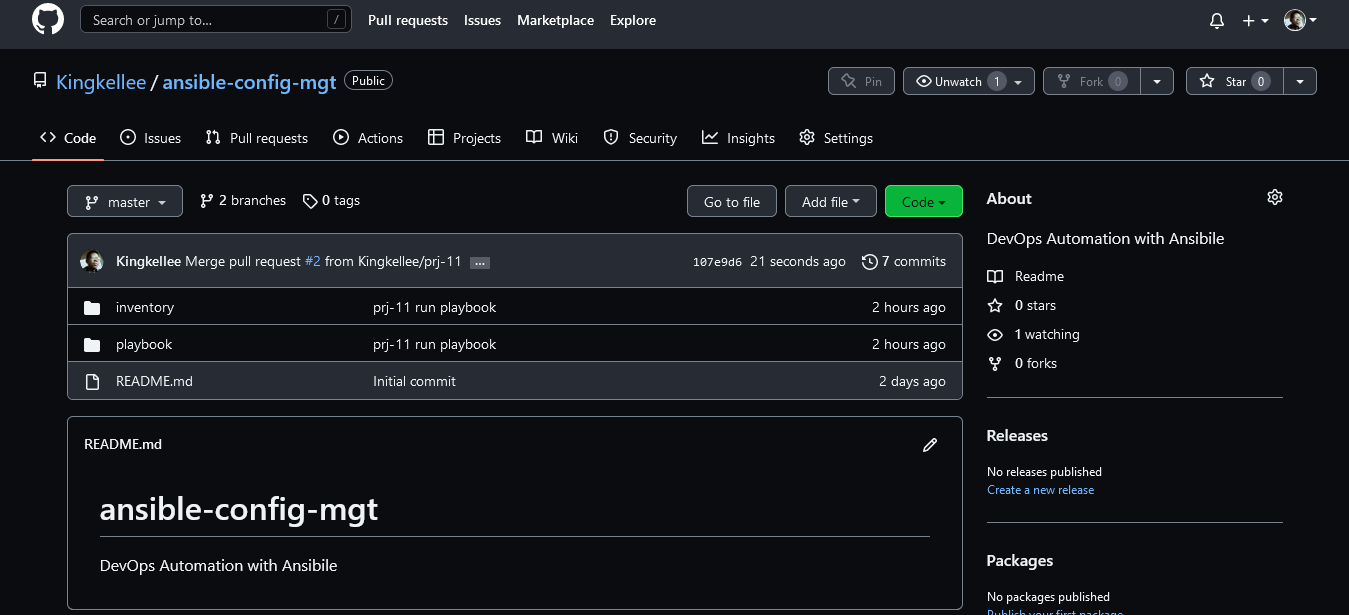 Search or jump to... /
Pull requests Issues Marketplace Explore
Kingkellee / ansible-config-mgt Public
Pin Unwatch 1 Fork 0 Star 0
Code Issues Pull requests Actions Projects Wiki Security Insights Settings
master 2 branches 0 tags Go to file Add file Code
Kingkellee Merge pull request #2 from Kingkellee/prj-11 ... 107e9d6 21 seconds ago 7 commits
inventory prj-11 run playbook 2 hours ago
playbook prj-11 run playbook 2 hours ago
README.md Initial commit 2 days ago
README.md
ansible-config-mgt
DevOps Automation with Ansibile
About
DevOps Automation with Ansibile
Readme
0 stars
1 watching
0 forks
Releases
No releases published
Create a new release
Packages
No packages published
Publish your first package